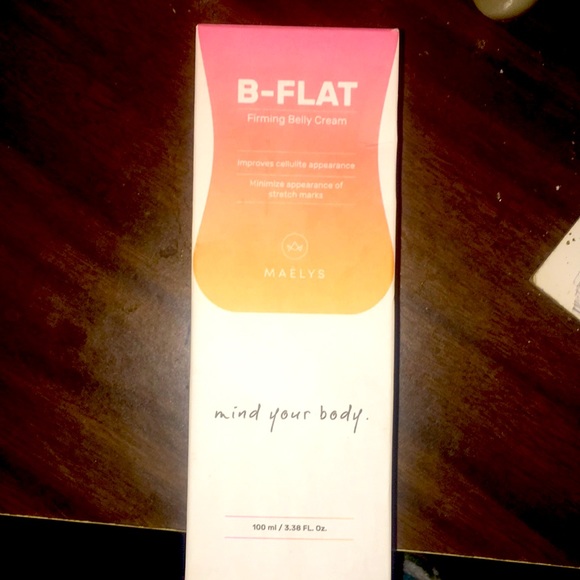 B-FLAT
Firming Belly Cream
Improves cellulite appearance
Minimize appearance of
stretch marks
MAËLYS
mind your body.
100 ml / 3.38 FL. Oz.